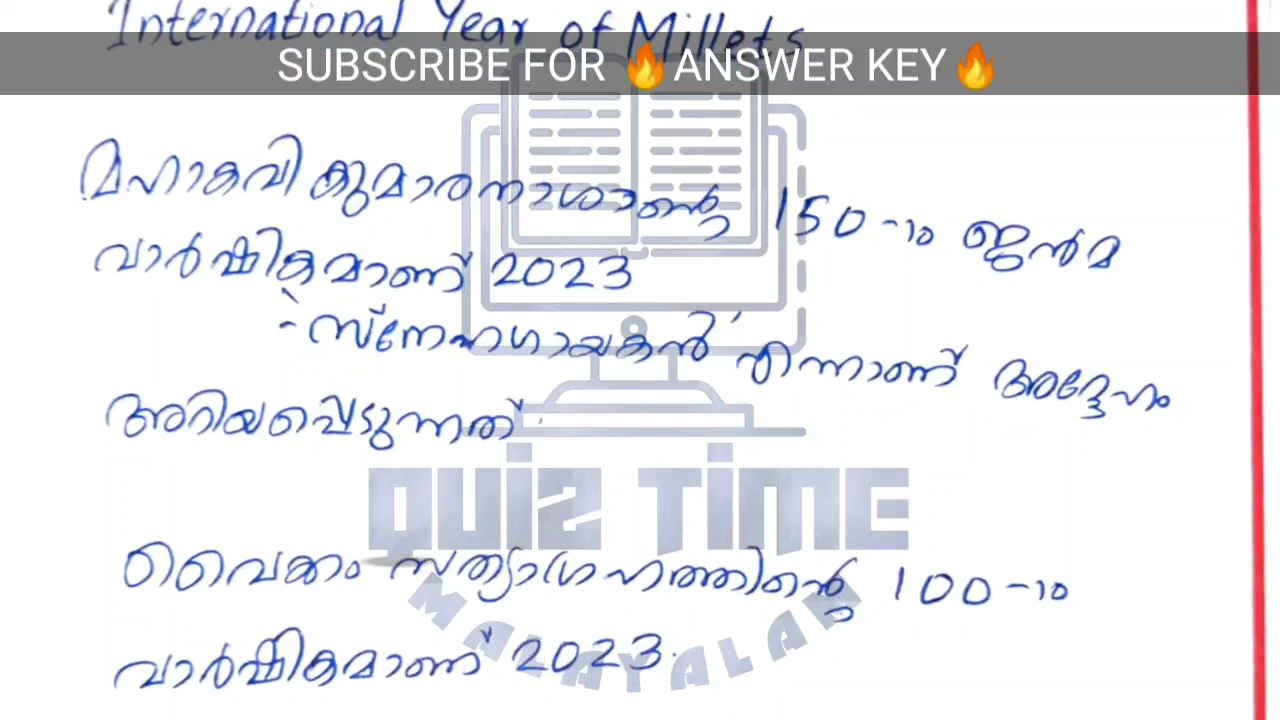 International Year of Millets
SUBSCRIBE FOR 🔥ANSWER KEY🔥
മഹാകവി കുമാരനാശാന്റെ 150-ാം ജന്മ
വാർഷികമാണ് 2023
- 'സ്നേഹഗായകൻ' എന്നാണ് അദ്ദേഹം
അറിയപ്പെടുന്നത്.
QUIZ TIME
MALAYALAM
വൈക്കം സത്യാഗ്രഹത്തിന്റെ 100-ാം
വാർഷികമാണ് 2023.